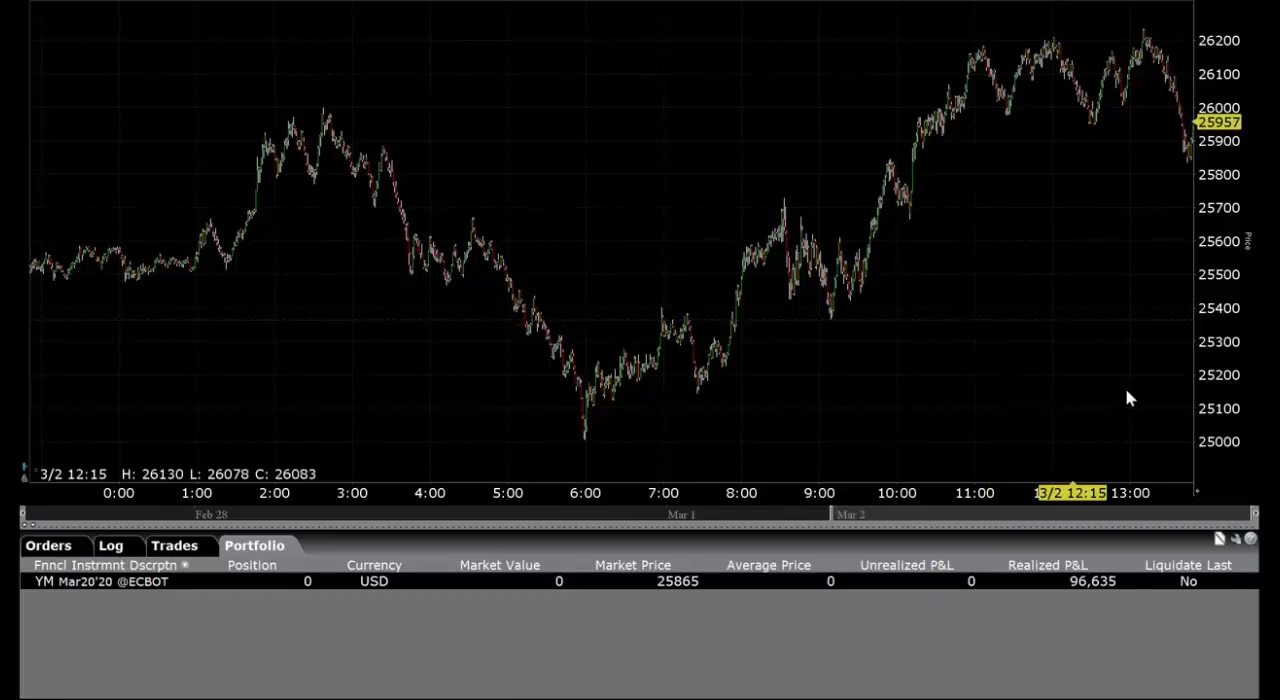 26200
26100
26000
25957
25900
25800
25700
25600
Price
25500
25400
25300
25200
25100
25000
3/2 12:15 H: 26130 L: 26078 C: 26083
0:00 1:00 2:00 3:00 4:00 5:00 6:00 7:00 8:00 9:00 10:00 11:00 3/2 12:15 13:00
Feb 28 Mar 1 Mar 2
Orders Log Trades Portfolio
Fnncl Instrmnt Dscrptn Position Currency Market Value Market Price Average Price Unrealized P&L Realized P&L Liquidate Last
YM Mar20'20 @ECBOT 0 USD 0 25865 0 0 96,635 No